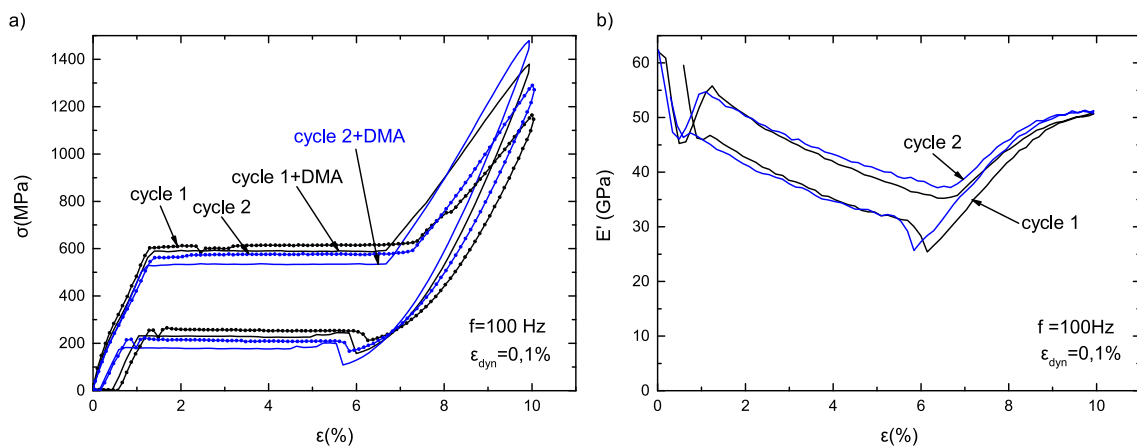 a)
1400
1200
1000
800
600
400
200
0
σ(MPa)
cycle 2+DMA
cycle 1
cycle 1+DMA
cycle 2
f=100 Hz
εdyn=0,1%
0 2 4 6 8 10
ε(%)
b)
60
50
40
30
20
10
0
E' (GPa)
cycle 2
cycle 1
f =100Hz
εdyn=0,1%
0 2 4 6 8 10
ε(%)